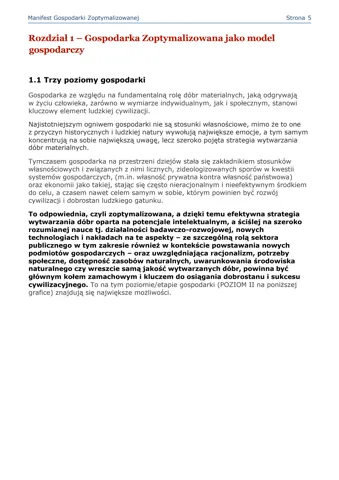 Manifest Gospodarki Zoptymalizowanej Strona 5
Rozdział 1 – Gospodarka Zoptymalizowana jako model
gospodarczy
1.1 Trzy poziomy gospodarki
Gospodarka ze względu na fundamentalną rolę dóbr materialnych, jaką odgrywają
w życiu człowieka, zarówno w wymiarze indywidualnym, jak i społecznym, stanowi
kluczowy element ludzkiej cywilizacji.
Najistotniejszym ogniwem gospodarki nie są stosunki własnościowe, mimo że to one
z przyczyn historycznych i ludzkiej natury wywołują największe emocje, a tym samym
koncentrują na sobie największą uwagę, lecz szeroko pojęta strategia wytwarzania
dóbr materialnych.
Tymczasem gospodarka na przestrzeni dziejów stała się zakładnikiem stosunków
własnościowych i związanych z nimi licznych, zideologizowanych sporów w kwestii
systemów gospodarczych, (m.in. własność prywatna kontra własność państwowa)
oraz ekonomii jako takiej, stając się często nieracjonalnym i nieefektywnym środkiem
do celu, a czasem nawet celem samym w sobie, którym powinien być rozwój
cywilizacji i dobrostan ludzkiego gatunku.
To odpowiednia, czyli zoptymalizowana, a dzięki temu efektywna strategia
wytwarzania dóbr oparta na potencjale intelektualnym, a ściślej na szeroko
rozumianej nauce tj. działalności badawczo-rozwojowej, nowych
technologiach i nakładach na te aspekty – ze szczególną rolą sektora
publicznego w tym zakresie również w kontekście powstawania nowych
podmiotów gospodarczych – oraz uwzględniająca racjonalizm, potrzeby
społeczne, dostępność zasobów naturalnych, uwarunkowania środowiska
naturalnego czy wreszcie samą jakość wytwarzanych dóbr, powinna być
głównym kołem zamachowym i kluczem do osiągania dobrostanu i sukcesu
cywilizacyjnego. To na tym poziomie/etapie gospodarki (POZIOM II na poniższej
grafice) znajdują się największe możliwości.